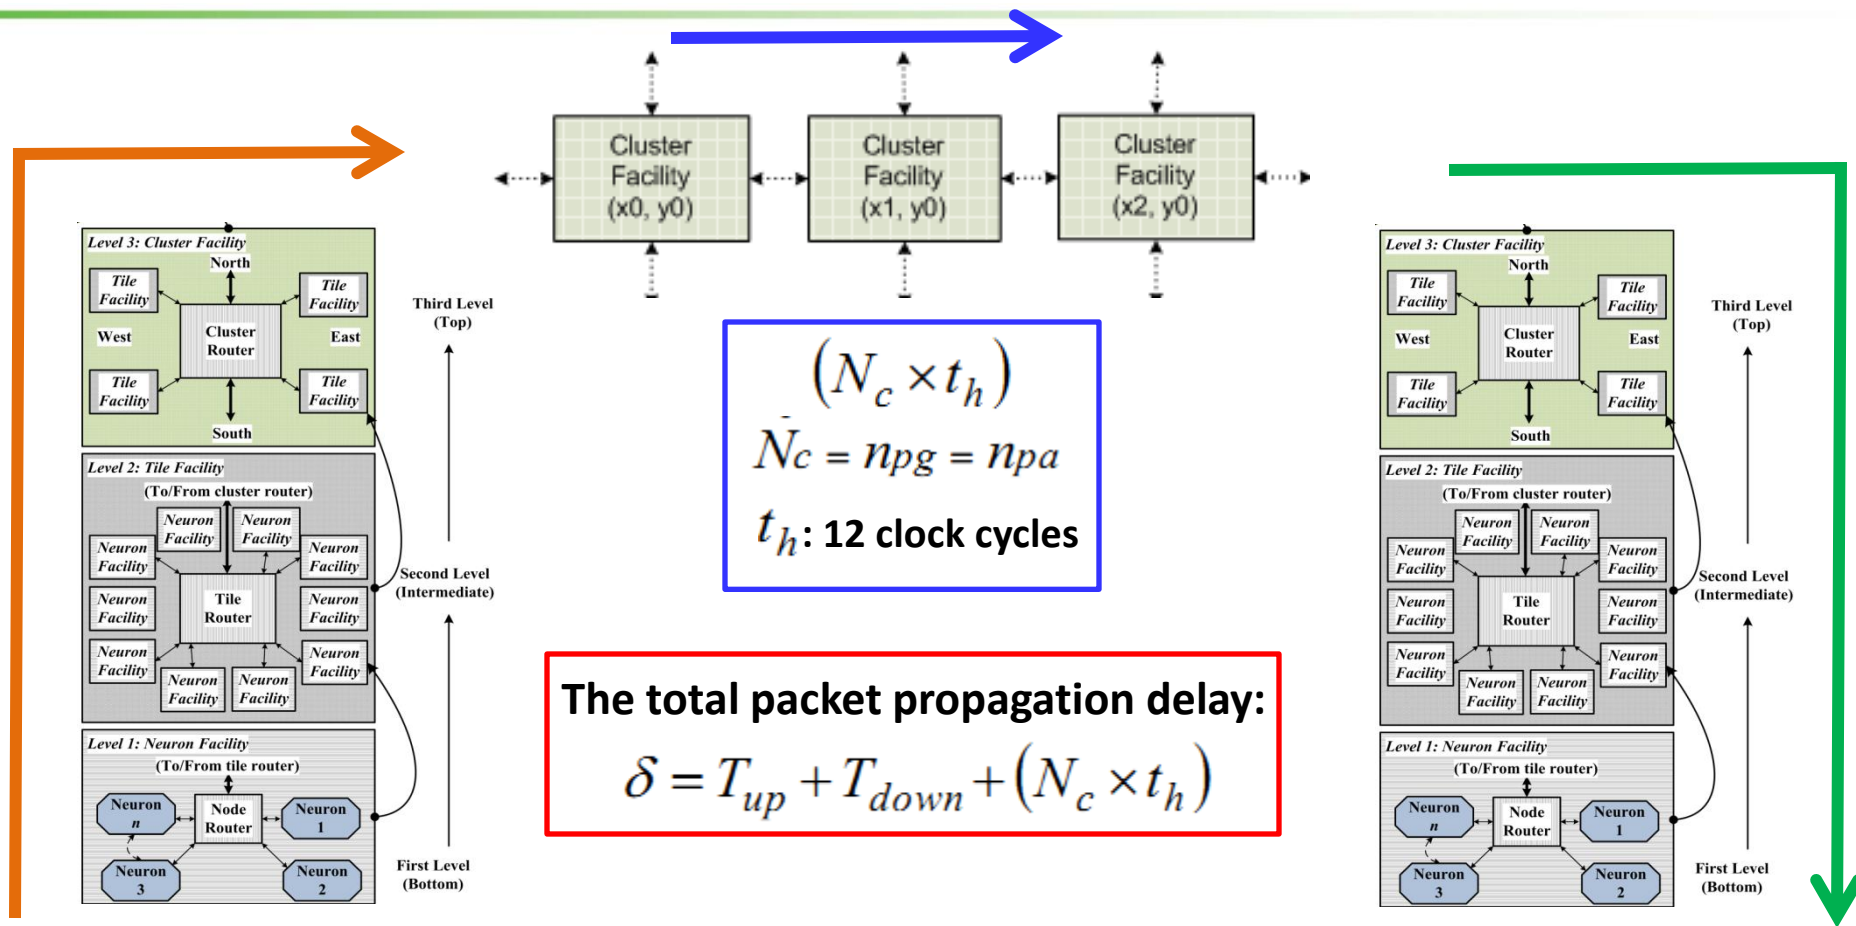 Cluster
Facility
(x0, y0)
Cluster
Facility
(x1, y0)
Cluster
Facility
(x2, y0)
Level 3: Cluster Facility
North
Tile
Facility
Tile
Facility
West
Cluster
Router
East
Tile
Facility
Tile
Facility
South
Level 2: Tile Facility
(To/From cluster router)
Neuron
Facility
Neuron
Facility
Neuron
Facility
Neuron
Facility
Neuron
Facility
Tile
Router
Neuron
Facility
Neuron
Facility
Neuron
Facility
Neuron
Facility
Neuron
Facility
Level 1: Neuron Facility
(To/From tile router)
Neuron
n
Node
Router
Neuron
1
Neuron
3
Neuron
2
Third Level
(Top)
Second Level
(Intermediate)
First Level
(Bottom)
(N_c × t_h)
N_c = n_pg = n_pa
t_h: 12 clock cycles
The total packet propagation delay:
δ = T_up + T_down + (N_c × t_h)
Level 3: Cluster Facility
North
Tile
Facility
Tile
Facility
West
Cluster
Router
East
Tile
Facility
Tile
Facility
South
Level 2: Tile Facility
(To/From cluster router)
Neuron
Facility
Neuron
Facility
Neuron
Facility
Neuron
Facility
Neuron
Facility
Tile
Router
Neuron
Facility
Neuron
Facility
Neuron
Facility
Neuron
Facility
Neuron
Facility
Level 1: Neuron Facility
(To/From tile router)
Neuron
n
Node
Router
Neuron
1
Neuron
3
Neuron
2
Third Level
(Top)
Second Level
(Intermediate)
First Level
(Bottom)